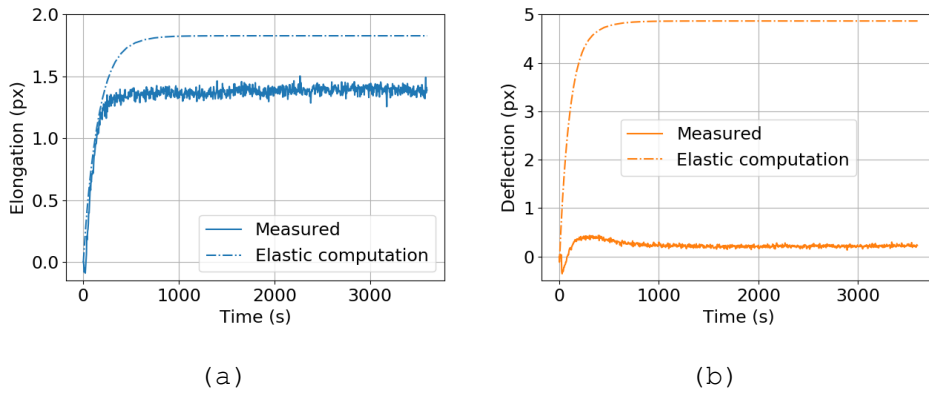 2.0
1.5
1.0
0.5
0.0
Elongation (px)
Measured
Elastic computation
0
1000
2000
3000
Time (s)
(a)
5
4
3
2
1
0
Deflection (px)
Measured
Elastic computation
0
1000
2000
3000
Time (s)
(b)